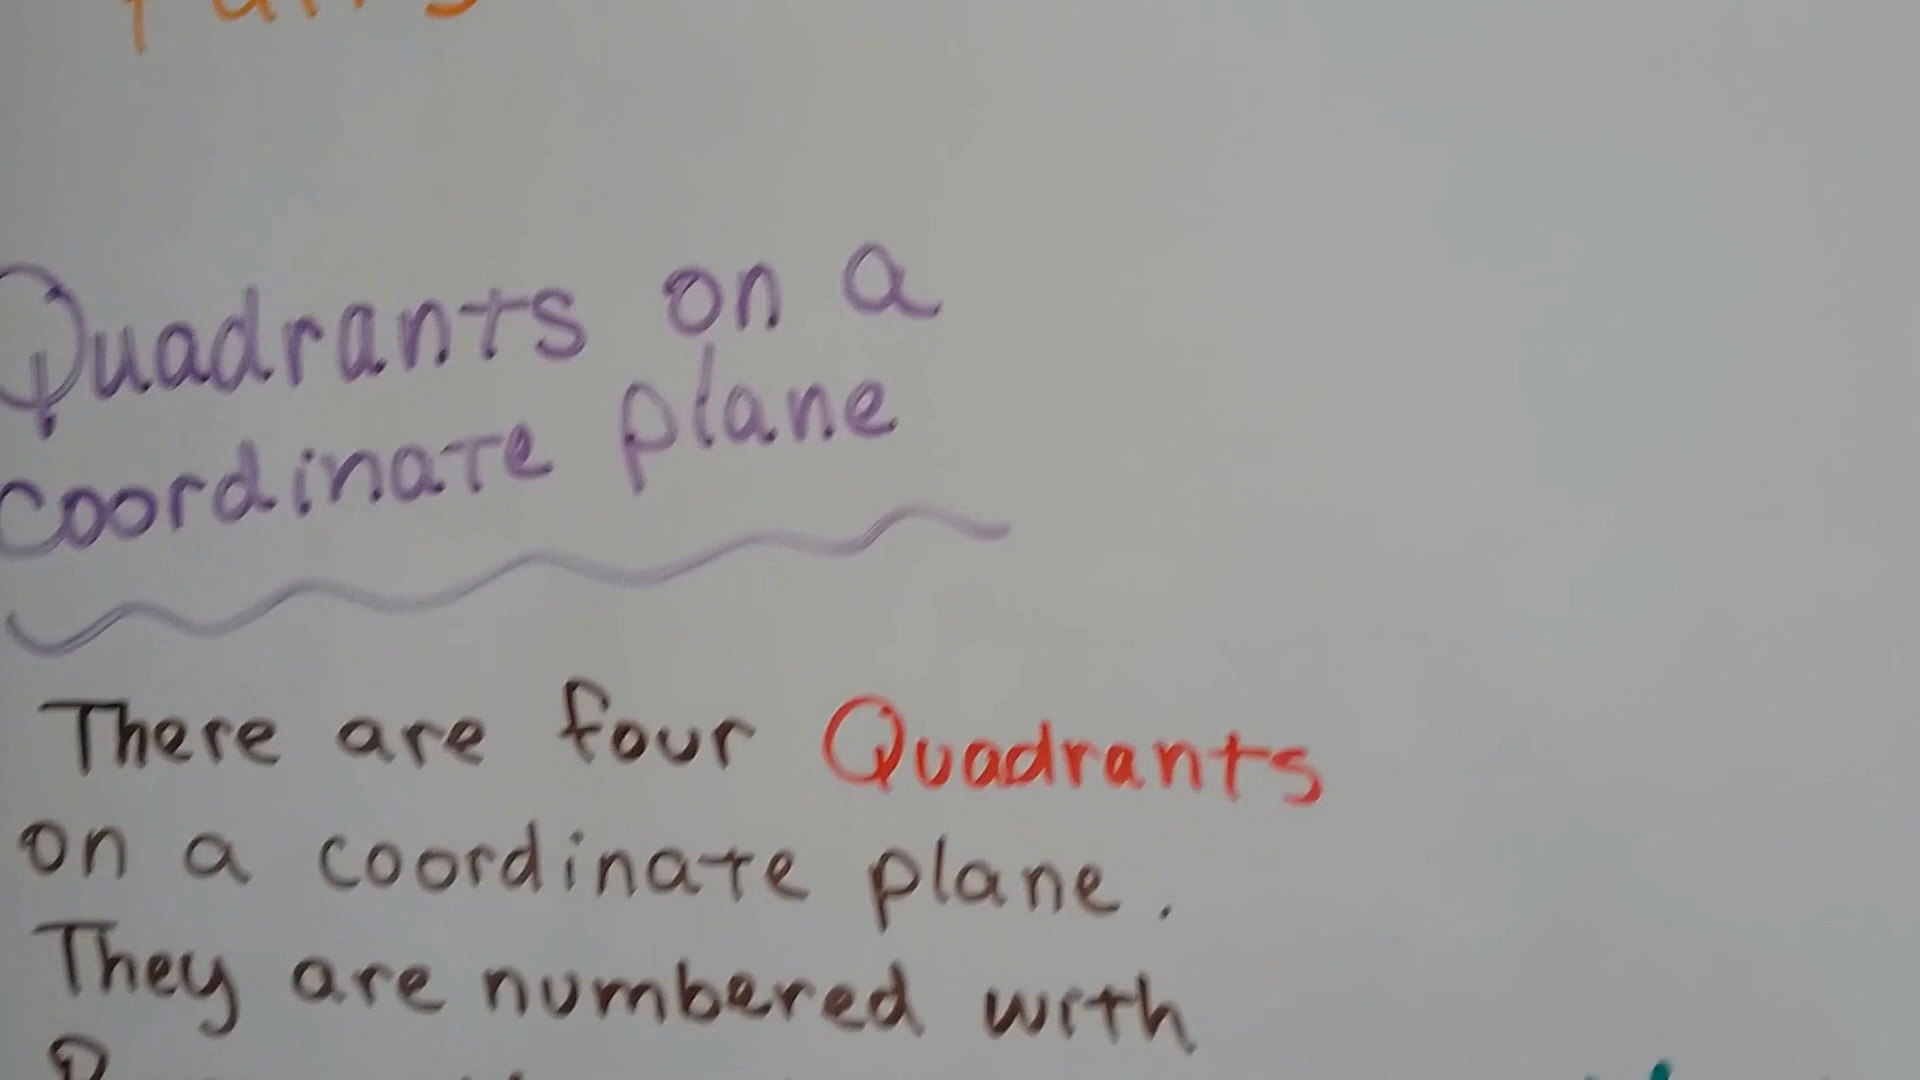 Quadrants on a
coordinate plane
There are four Quadrants
on a coordinate plane.
They are numbered with